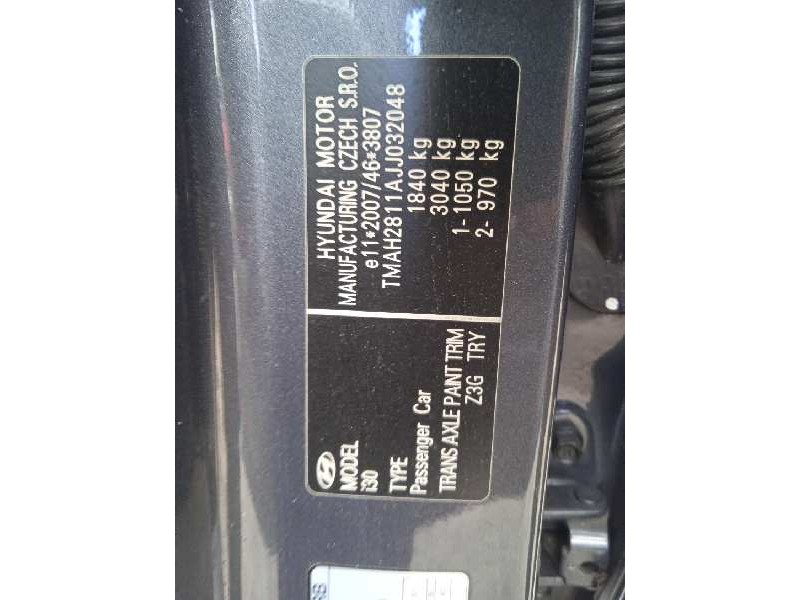 HYUNDAI MOTOR
MANUFACTURING CZECH S.R.O.
e11*2007/46*3807
TMAH2811AJJ032048
1840 kg
3040 kg
1- 1050 kg
2- 970 kg
MODEL
i30
TYPE
Passenger Car
TRANS AXLE PAINT TRIM
Z3G TRY